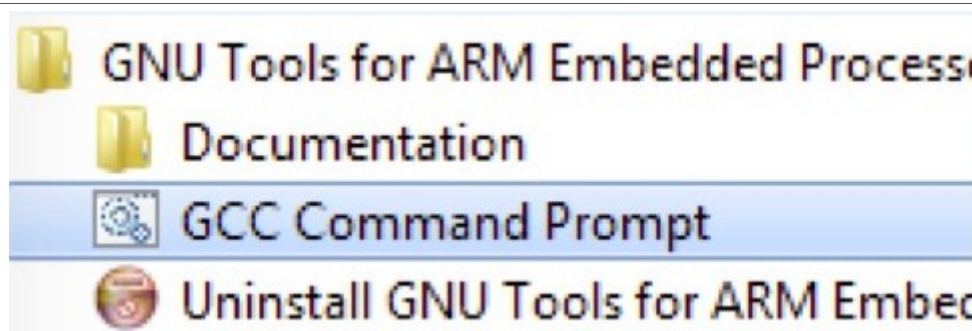 GNU Tools for ARM Embedded Process
Documentation
GCC Command Prompt
Uninstall GNU Tools for ARM Embed